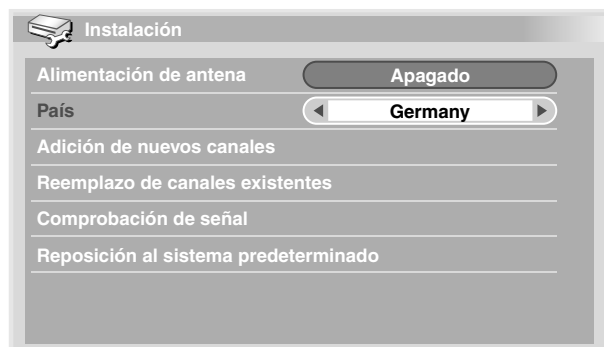 Instalación
Alimentación de antena Apagado
País Germany
Adición de nuevos canales
Reemplazo de canales existentes
Comprobación de señal
Reposición al sistema predeterminado